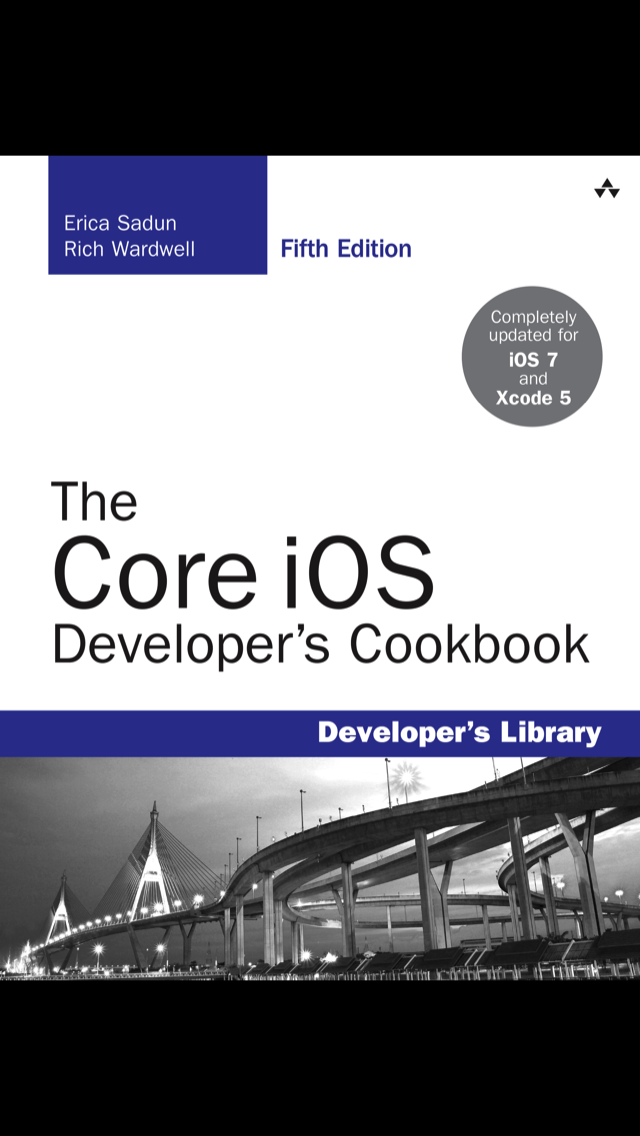 Erica Sadun
Rich Wardwell
Fifth Edition
Completely
updated for
iOS 7
and
Xcode 5
The
Core iOS
Developer’s Cookbook
Developer’s Library